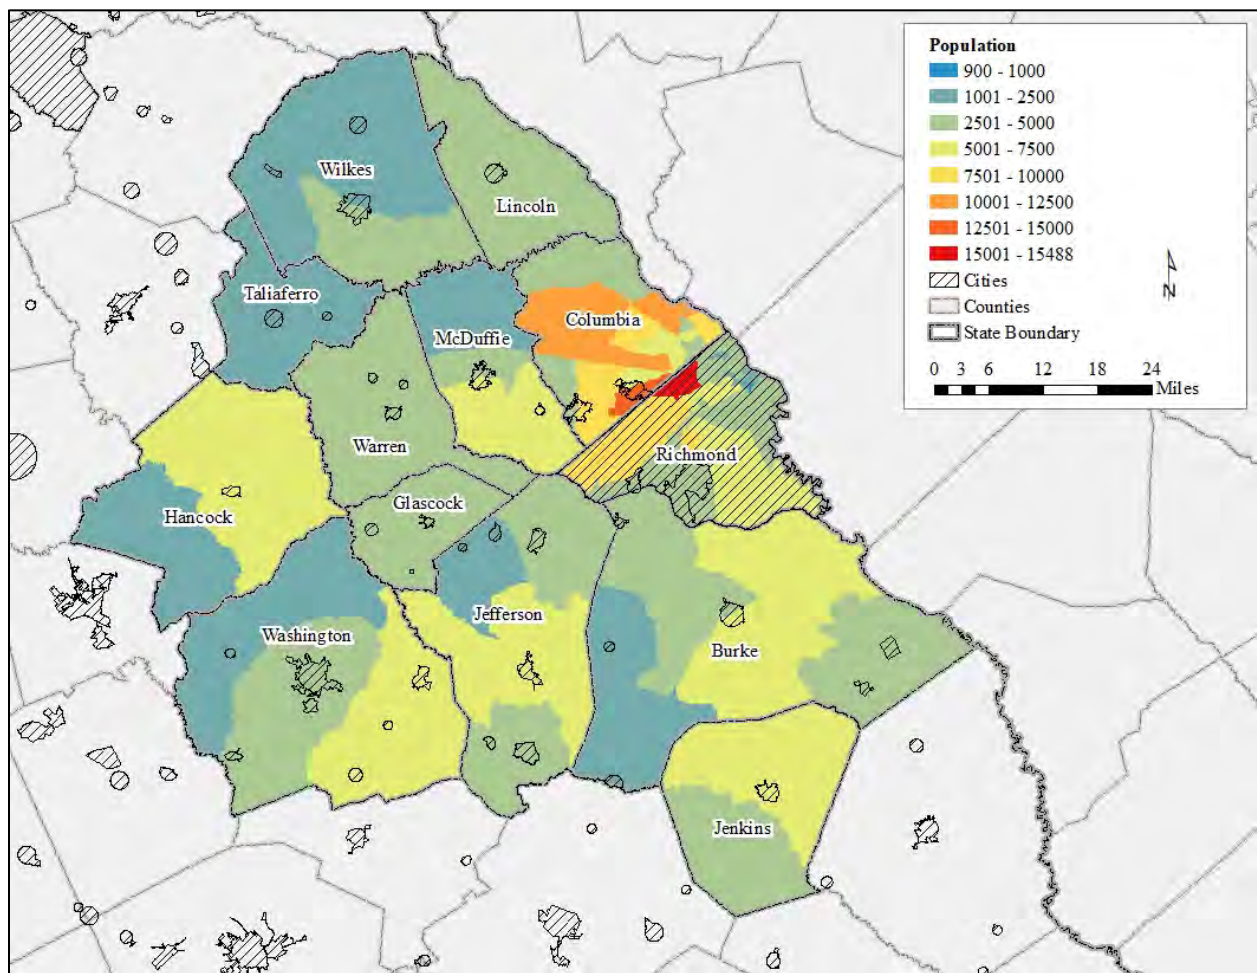 Population
900 - 1000
1001 - 2500
2501 - 5000
5001 - 7500
7501 - 10000
10001 - 12500
12501 - 15000
15001 - 15488
Cities
Counties
State Boundary
N
0 3 6 12 18 24
Miles
Wilkes
Lincoln
Taliaferro
Columbia
McDuffie
Warren
Richmond
Glascock
Hancock
Jefferson
Washington
Burke
Jenkins